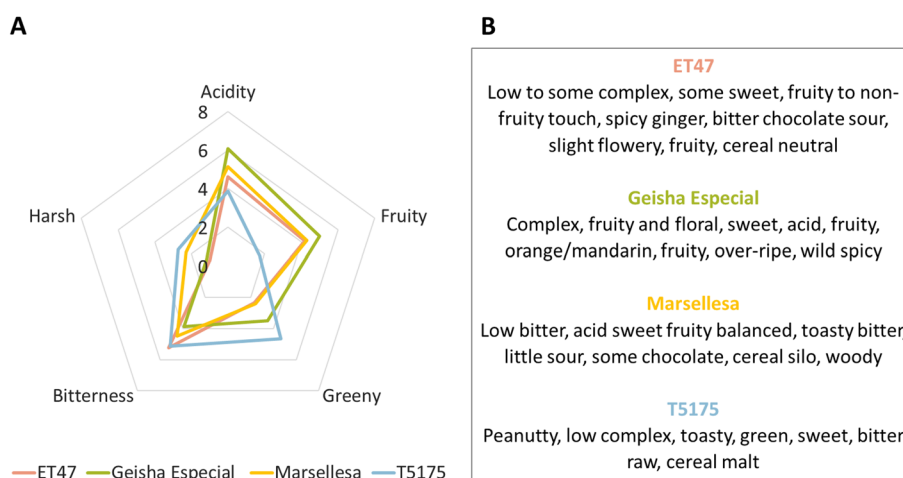 A
B
Acidity
8
6
4
2
0
Harsh
Fruity
Bitterness
Greeny
ET47 Geisha Especial Marsellesa T5175
ET47
Low to some complex, some sweet, fruity to non-
fruity touch, spicy ginger, bitter chocolate sour,
slight flowery, fruity, cereal neutral
Geisha Especial
Complex, fruity and floral, sweet, acid, fruity,
orange/mandarin, fruity, over-ripe, wild spicy
Marsellesa
Low bitter, acid sweet fruity balanced, toasty bitter,
little sour, some chocolate, cereal silo, woody
T5175
Peanutty, low complex, toasty, green, sweet, bitter
raw, cereal malt